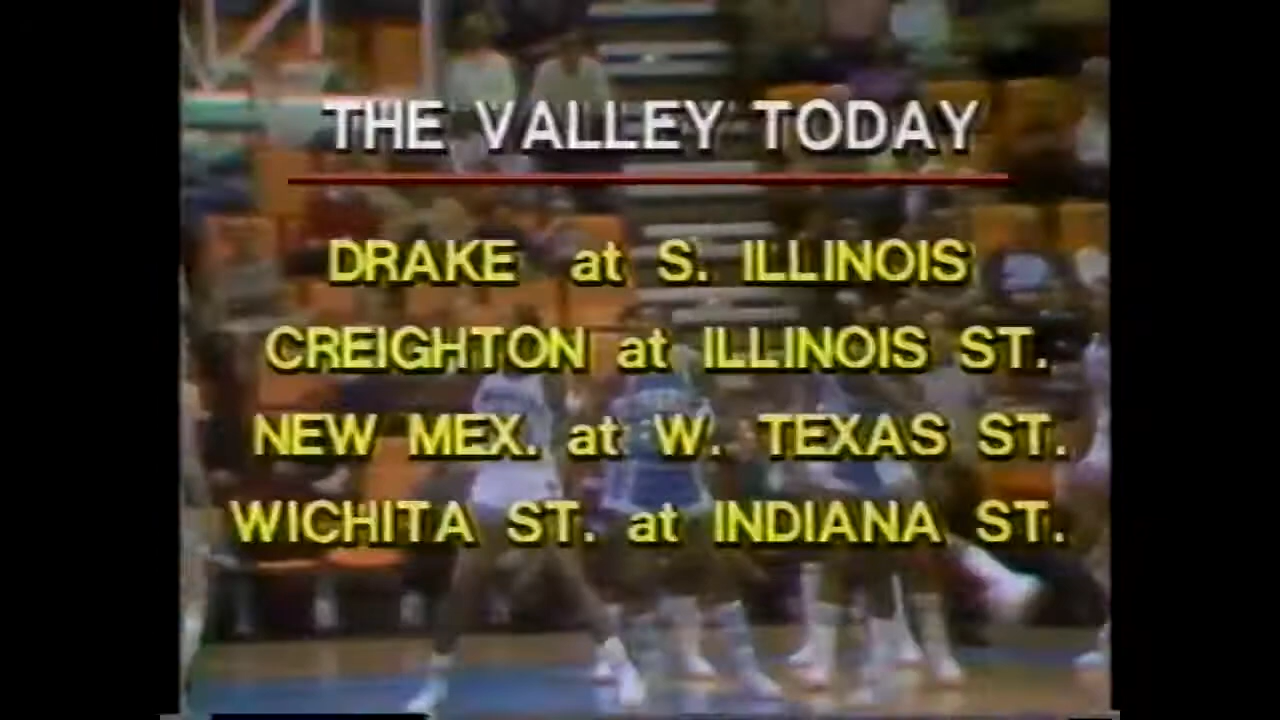 THE VALLEY TODAY
DRAKE at S. ILLINOIS
CREIGHTON at ILLINOIS ST.
NEW MEX. at W. TEXAS ST.
WICHITA ST. at INDIANA ST.